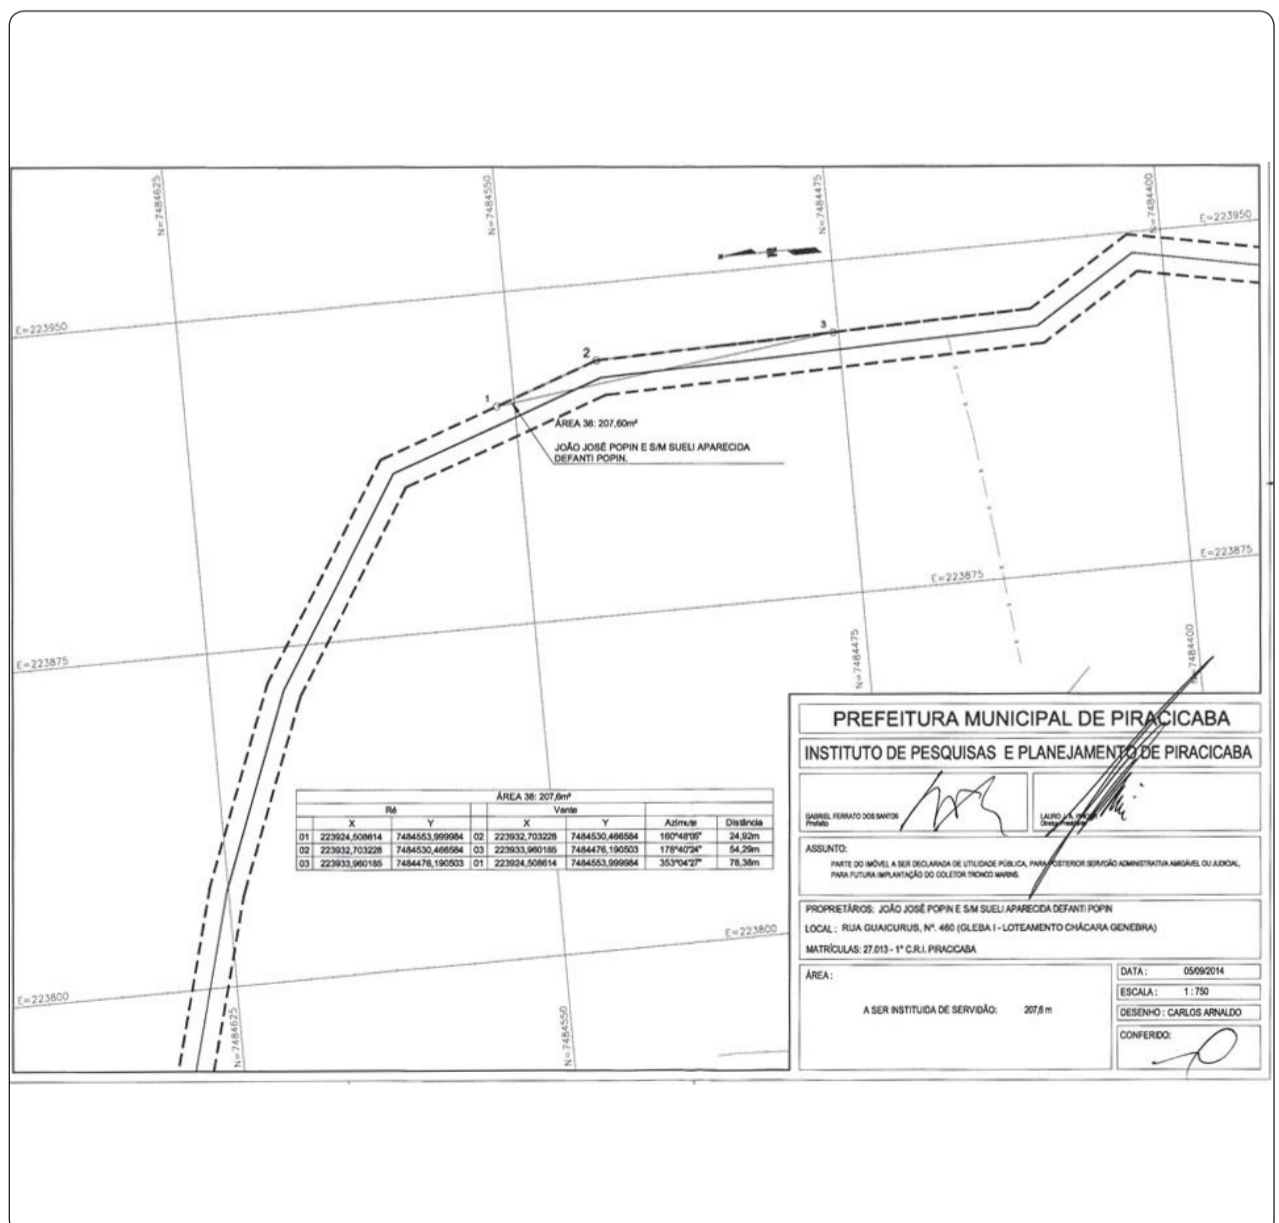 N=7484625
N=7484550
N=7484475
N=7484400
E=223950
E=223950
N
1
2
3
ÁREA 38: 207,60m²
JOÃO JOSÉ POPIN E S/M SUELI APARECIDA
DEFANTI POPIN.
E=223875
E=223875
E=223875
N=7484475
N=7484400
E=223800
E=223800
N=7484625
N=7484550
ÁREA 38: 207,6m²
Ré Vante
X Y X Y Azimute Distância
01 223924,508614 7484553,999984 02 223932,703228 7484530,466584 160°48'06" 24,92m
02 223932,703228 7484530,466584 03 223933,960185 7484476,190503 178°40'24" 54,29m
03 223933,960185 7484476,190503 01 223924,508614 7484553,999984 353°04'27" 78,38m
PREFEITURA MUNICIPAL DE PIRACICABA
INSTITUTO DE PESQUISAS E PLANEJAMENTO DE PIRACICABA
GABRIEL FERRATO DOS SANTOS
Prefeito
LAURO
Diretor Presidente
ASSUNTO:
PARTE DO IMÓVEL A SER DECLARADA DE UTILIDADE PÚBLICA, PARA POSTERIOR SERVIDÃO ADMINISTRATIVA AMIGÁVEL OU JUDICIAL,
PARA FUTURA IMPLANTAÇÃO DO COLETOR TRONCO MARINS.
PROPRIETÁRIOS: JOÃO JOSÉ POPIN E S/M SUELI APARECIDA DEFANTI POPIN
LOCAL: RUA GUAICURUS, Nº. 460 (GLEBA I - LOTEAMENTO CHÁCARA GENEBRA)
MATRÍCULAS: 27.013 - 1° C.R.I. PIRACICABA
ÁREA:
A SER INSTITUIDA DE SERVIDÃO: 207,6 m
DATA: 05/09/2014
ESCALA: 1 : 750
DESENHO: CARLOS ARNALDO
CONFERIDO: